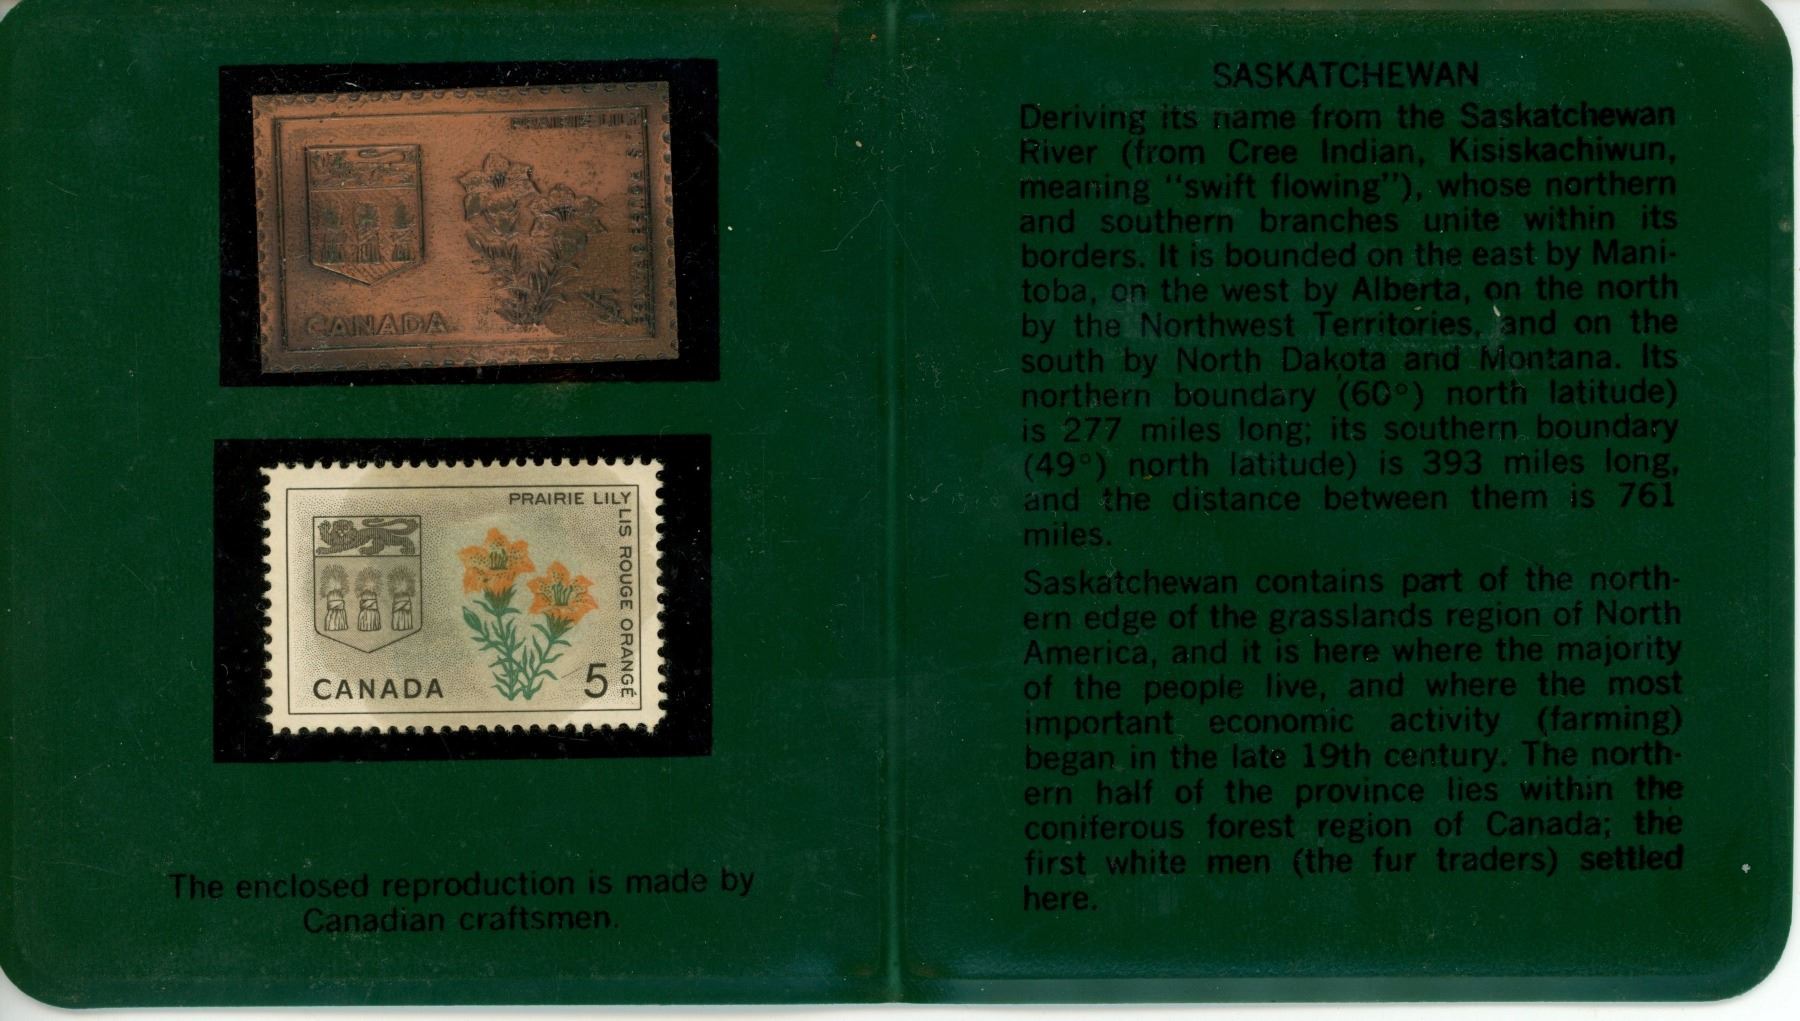 PRAIRIE LILY
CANADA
PRAIRIE LILY
LIS ROUGE ORANGÉ
CANADA
5
The enclosed reproduction is made by
Canadian craftsmen.
SASKATCHEWAN
Deriving its name from the Saskatchewan
River (from Cree Indian, Kisiskachiwun,
meaning "swift flowing"), whose northern
and southern branches unite within its
borders. It is bounded on the east by Mani-
toba, on the west by Alberta, on the north
by the Northwest Territories, and on the
south by North Dakota and Montana. Its
northern boundary (60°) north latitude)
is 277 miles long; its southern boundary
(49°) north latitude) is 393 miles long,
and the distance between them is 761
miles.
Saskatchewan contains part of the north-
ern edge of the grasslands region of North
America, and it is here where the majority
of the people live, and where the most
important economic activity (farming)
began in the late 19th century. The north-
ern half of the province lies within the
coniferous forest region of Canada; the
first white men (the fur traders) settled
here.